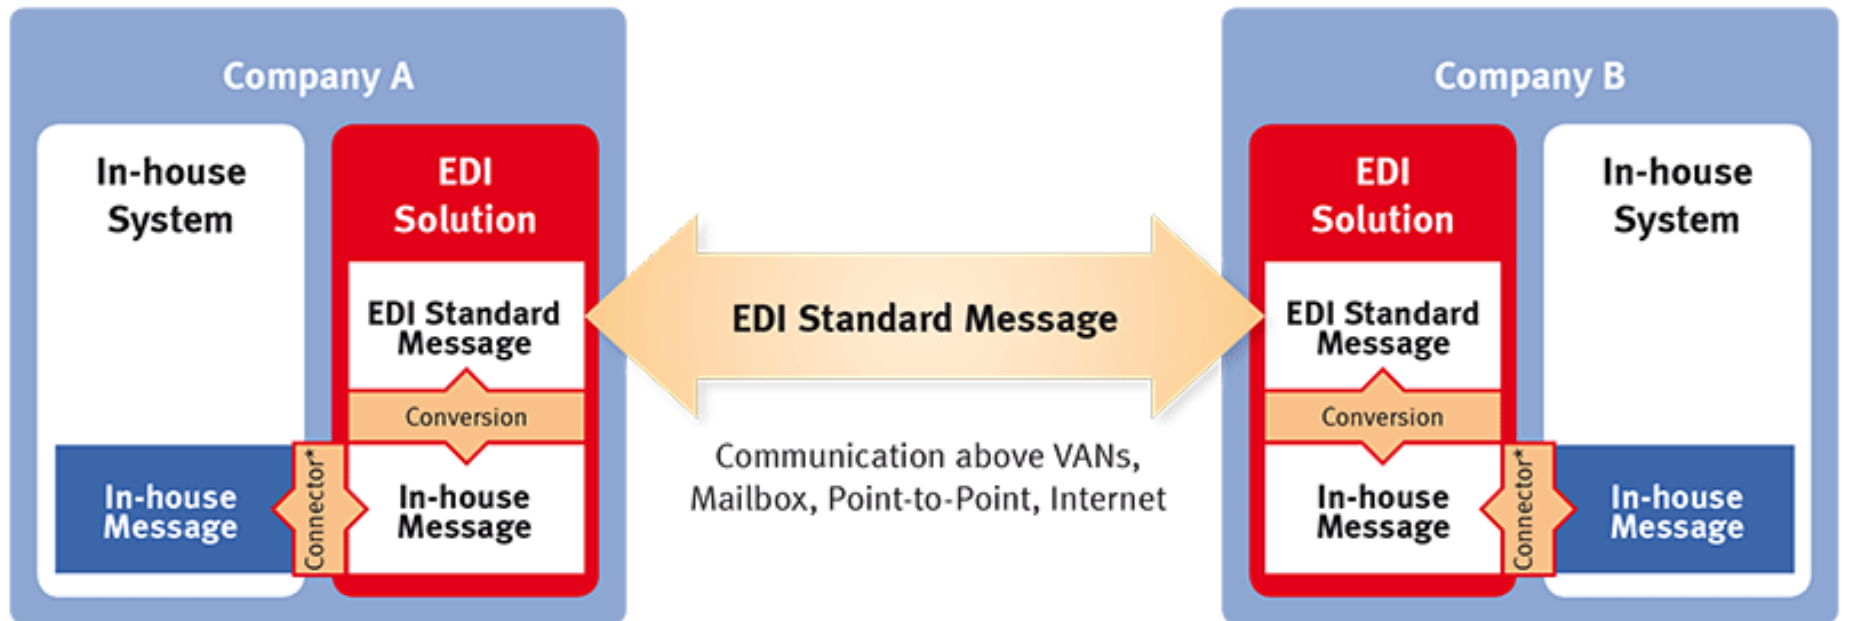 Company A
In-house
System
In-house
Message
Connector*
EDI
Solution
EDI Standard
Message
Conversion
In-house
Message
EDI Standard Message
Communication above VANs,
Mailbox, Point-to-Point, Internet
Company B
EDI
Solution
EDI Standard
Message
Conversion
In-house
Message
Connector*
In-house
System
In-house
Message